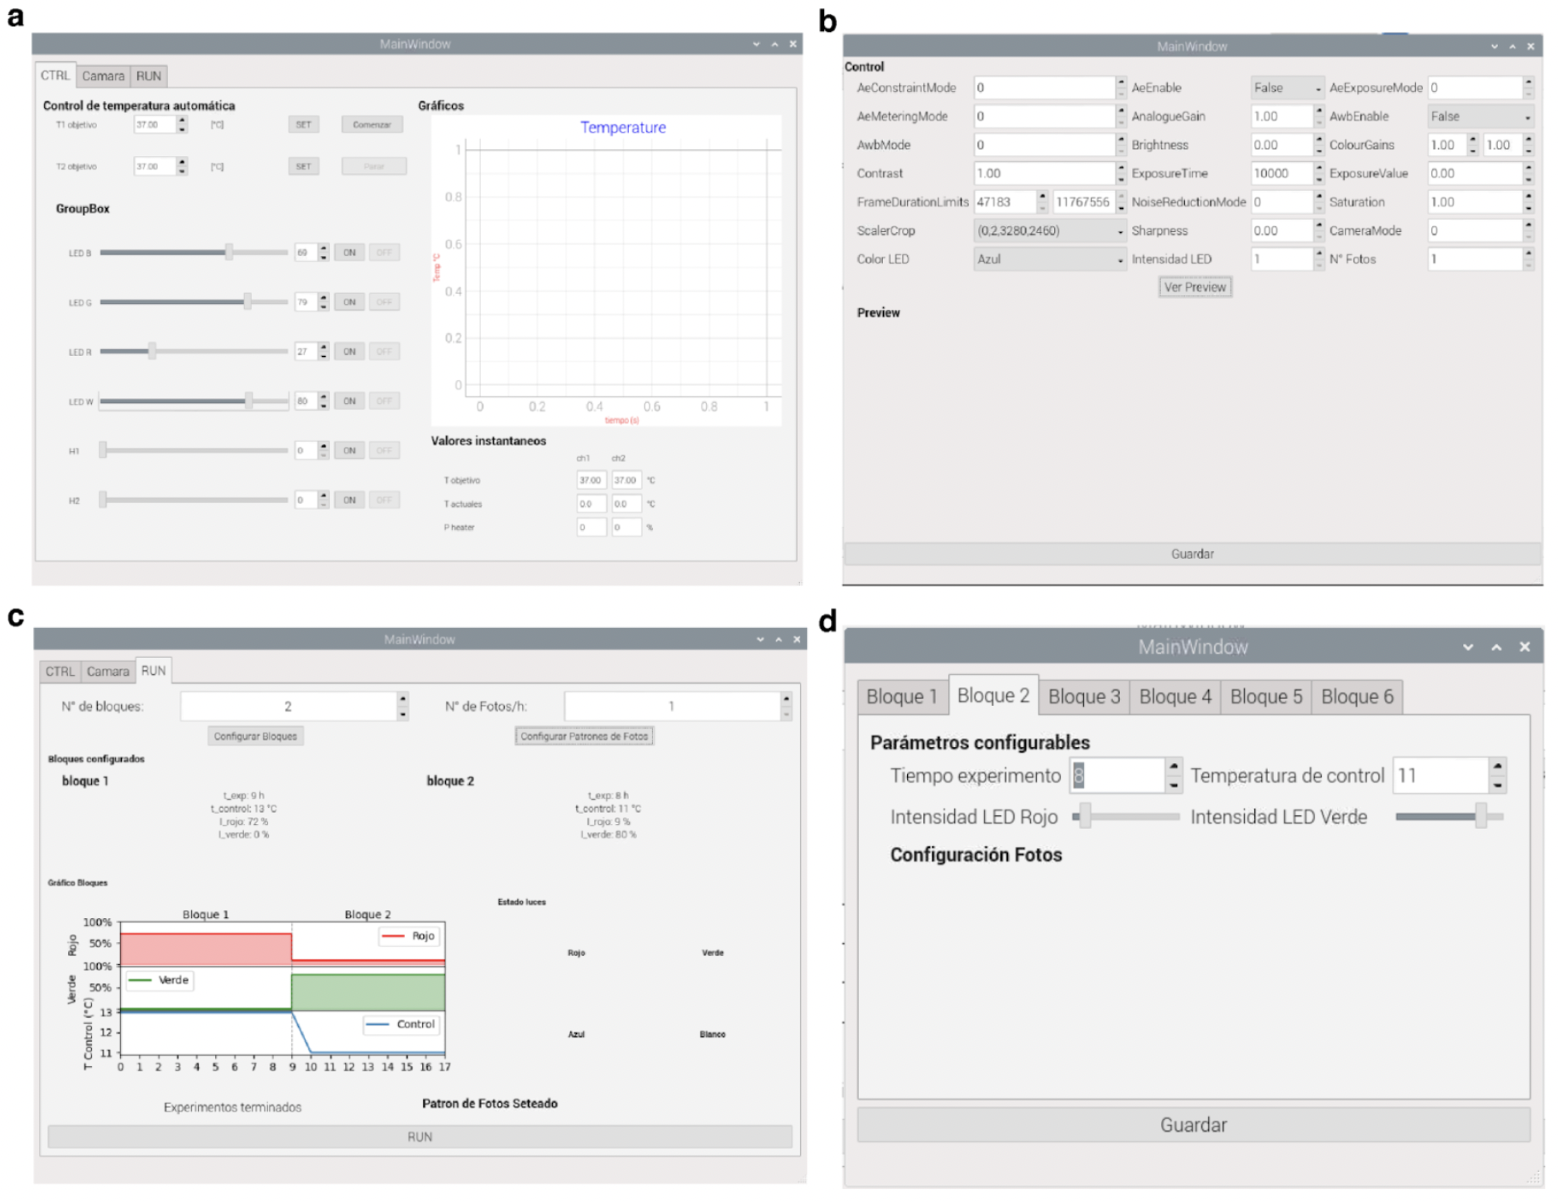 a
MainWindow
CTRL Camara RUN
Control de temperatura automática
T1 objetivo 37.00 [°C] SET Comenzar
T2 objetivo 37.00 [°C] SET Parar
GroupBox
LED B 69 ON OFF
LED G 79 ON OFF
LED R 27 ON OFF
LED W 80 ON OFF
H1 0 ON OFF
H2 0 ON OFF
Gráficos
Temperature
1
0.8
0.6
0.4
0.2
0
Temp °C
0 0.2 0.4 0.6 0.8 1
tiempo (s)
Valores instantaneos
ch1 ch2
T objetivo 37.00 37.00 °C
T actuales 0.0 0.0 °C
P heater 0 0 %
b
MainWindow
Control
AeConstraintMode 0 AeEnable False AeExposureMode 0
AeMeteringMode 0 AnalogueGain 1.00 AwbEnable False
AwbMode 0 Brightness 0.00 ColourGains 1.00 1.00
Contrast 1.00 ExposureTime 10000 ExposureValue 0.00
FrameDurationLimits 47183 11767556 NoiseReductionMode 0 Saturation 1.00
ScalerCrop (0,2,3280,2460) Sharpness 0.00 CameraMode 0
Color LED Azul Intensidad LED 1 N° Fotos 1
Ver Preview
Preview
Guardar
c
MainWindow
CTRL Camara RUN
N° de bloques: 2 N° de Fotos/h: 1
Configurar Bloques Configurar Patrones de Fotos
Bloques configurados
bloque 1
t_exp: 9 h
t_control: 13 °C
I_rojo: 72 %
I_verde: 0 %
bloque 2
t_exp: 8 h
t_control: 11 °C
I_rojo: 9 %
I_verde: 80 %
Gráfico Bloques
Bloque 1 Bloque 2
100%
50%
Rojo
Rojo
100%
50%
Verde
Verde
13
12
11
T Control (°C)
Control
0 1 2 3 4 5 6 7 8 9 10 11 12 13 14 15 16 17
Estado luces
Rojo Verde
Azul Blanco
Experimentos terminados
Patron de Fotos Seteado
RUN
d
MainWindow
Bloque 1 Bloque 2 Bloque 3 Bloque 4 Bloque 5 Bloque 6
Parámetros configurables
Tiempo experimento 8 Temperatura de control 11
Intensidad LED Rojo Intensidad LED Verde
Configuración Fotos
Guardar